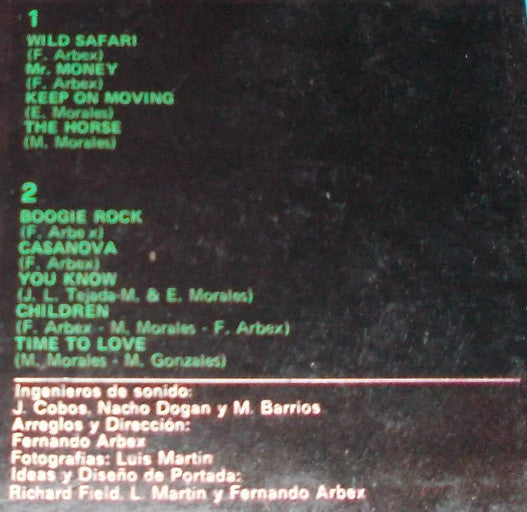 1
WILD SAFARI
(F. Arbex)
Mr. MONEY
(F. Arbex)
KEEP ON MOVING
(E. Morales)
THE HORSE
(M. Morales)
2
BOOGIE ROCK
(F. Arbex)
CASANOVA
(F. Arbex)
YOU KNOW
(J. L. Tejada-M. & E. Morales)
CHILDREN
(F. Arbex - M. Morales - F. Arbex)
TIME TO LOVE
(M. Morales - M. Gonzales)
Ingenieros de sonido:
J. Cobos, Nacho Dogan y M. Barrios
Arreglos y Dirección:
Fernando Arbex
Fotografías: Luis Martín
Ideas y Diseño de Portada:
Richard Field, L. Martín y Fernando Arbex